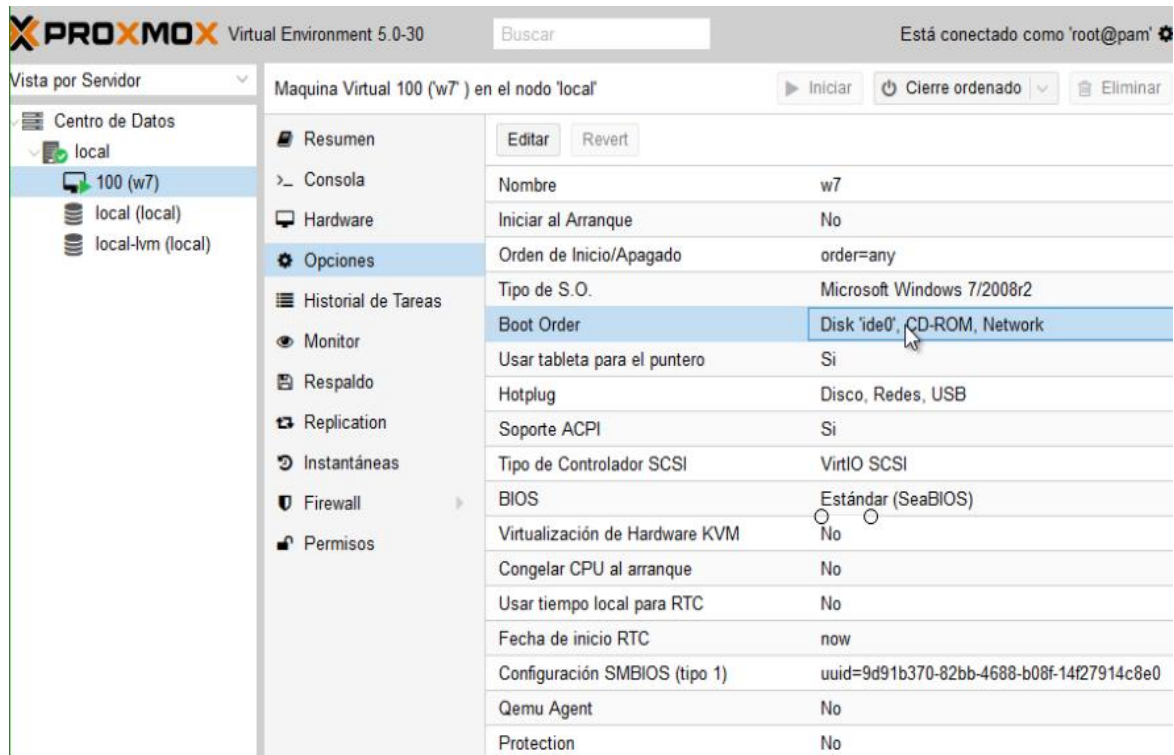 PROXMOX Virtual Environment 5.0-30 Buscar Está conectado como 'root@pam'
Vista por Servidor
Centro de Datos
local
100 (w7)
local (local)
local-lvm (local)
Maquina Virtual 100 ('w7' ) en el nodo 'local' Iniciar Cierre ordenado Eliminar
Resumen
>_ Consola
Hardware
Opciones
Historial de Tareas
Monitor
Respaldo
Replication
Instantáneas
Firewall
Permisos
Editar Revert
Nombre w7
Iniciar al Arranque No
Orden de Inicio/Apagado order=any
Tipo de S.O. Microsoft Windows 7/2008r2
Boot Order Disk 'ide0', CD-ROM, Network
Usar tableta para el puntero Si
Hotplug Disco, Redes, USB
Soporte ACPI Si
Tipo de Controlador SCSI VirtIO SCSI
BIOS Estándar (SeaBIOS)
Virtualización de Hardware KVM No
Congelar CPU al arranque No
Usar tiempo local para RTC No
Fecha de inicio RTC now
Configuración SMBIOS (tipo 1) uuid=9d91b370-82bb-4688-b08f-14f27914c8e0
Qemu Agent No
Protection No